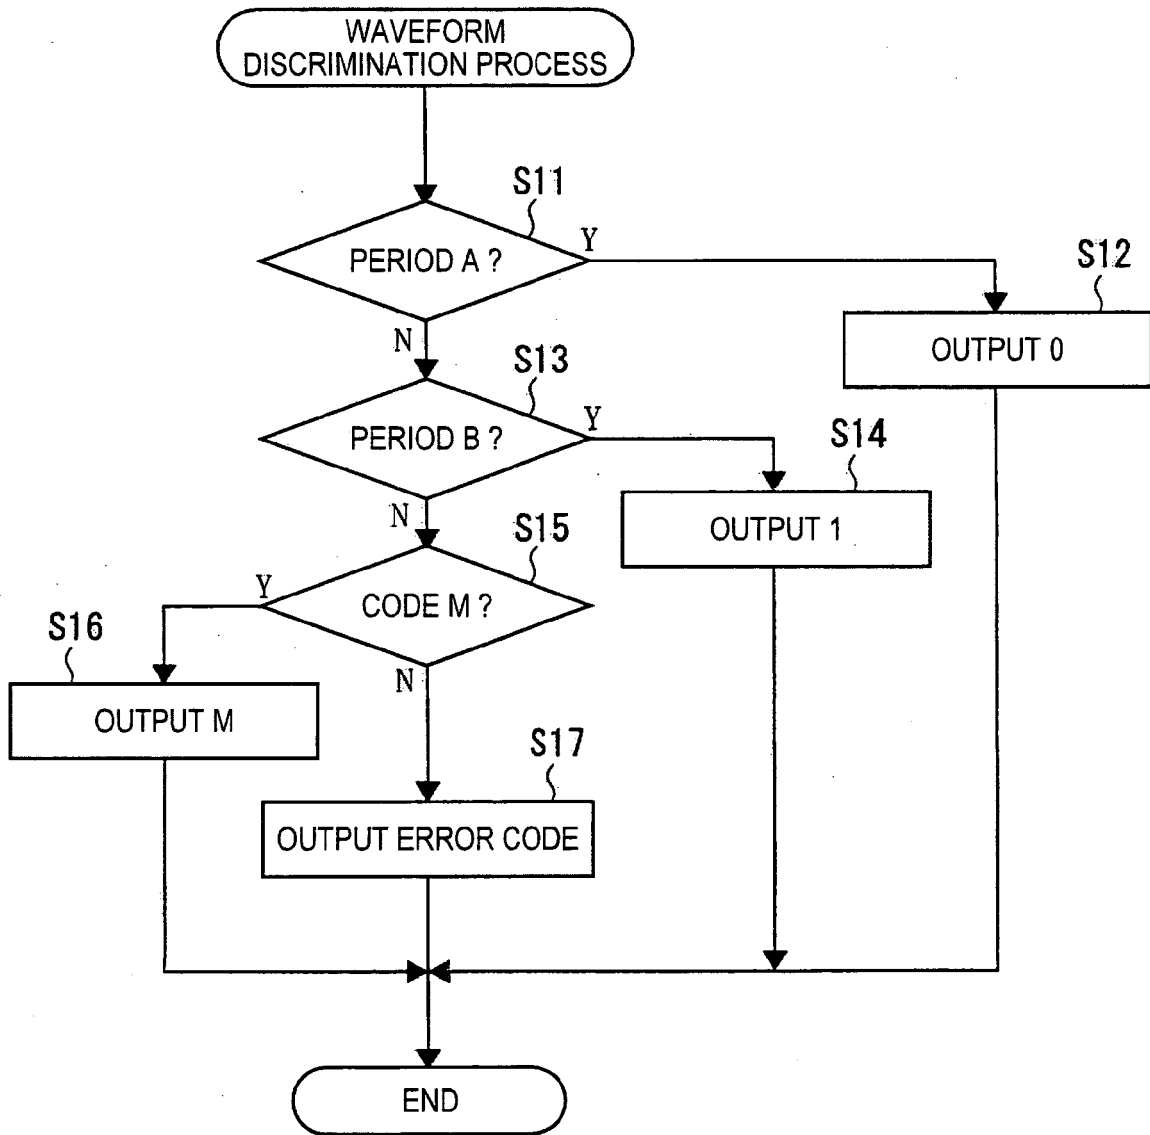 WAVEFORM
DISCRIMINATION PROCESS
S11
PERIOD A ?
Y
N
S12
OUTPUT 0
S13
PERIOD B ?
Y
N
S14
OUTPUT 1
S15
CODE M ?
Y
N
S16
OUTPUT M
S17
OUTPUT ERROR CODE
END